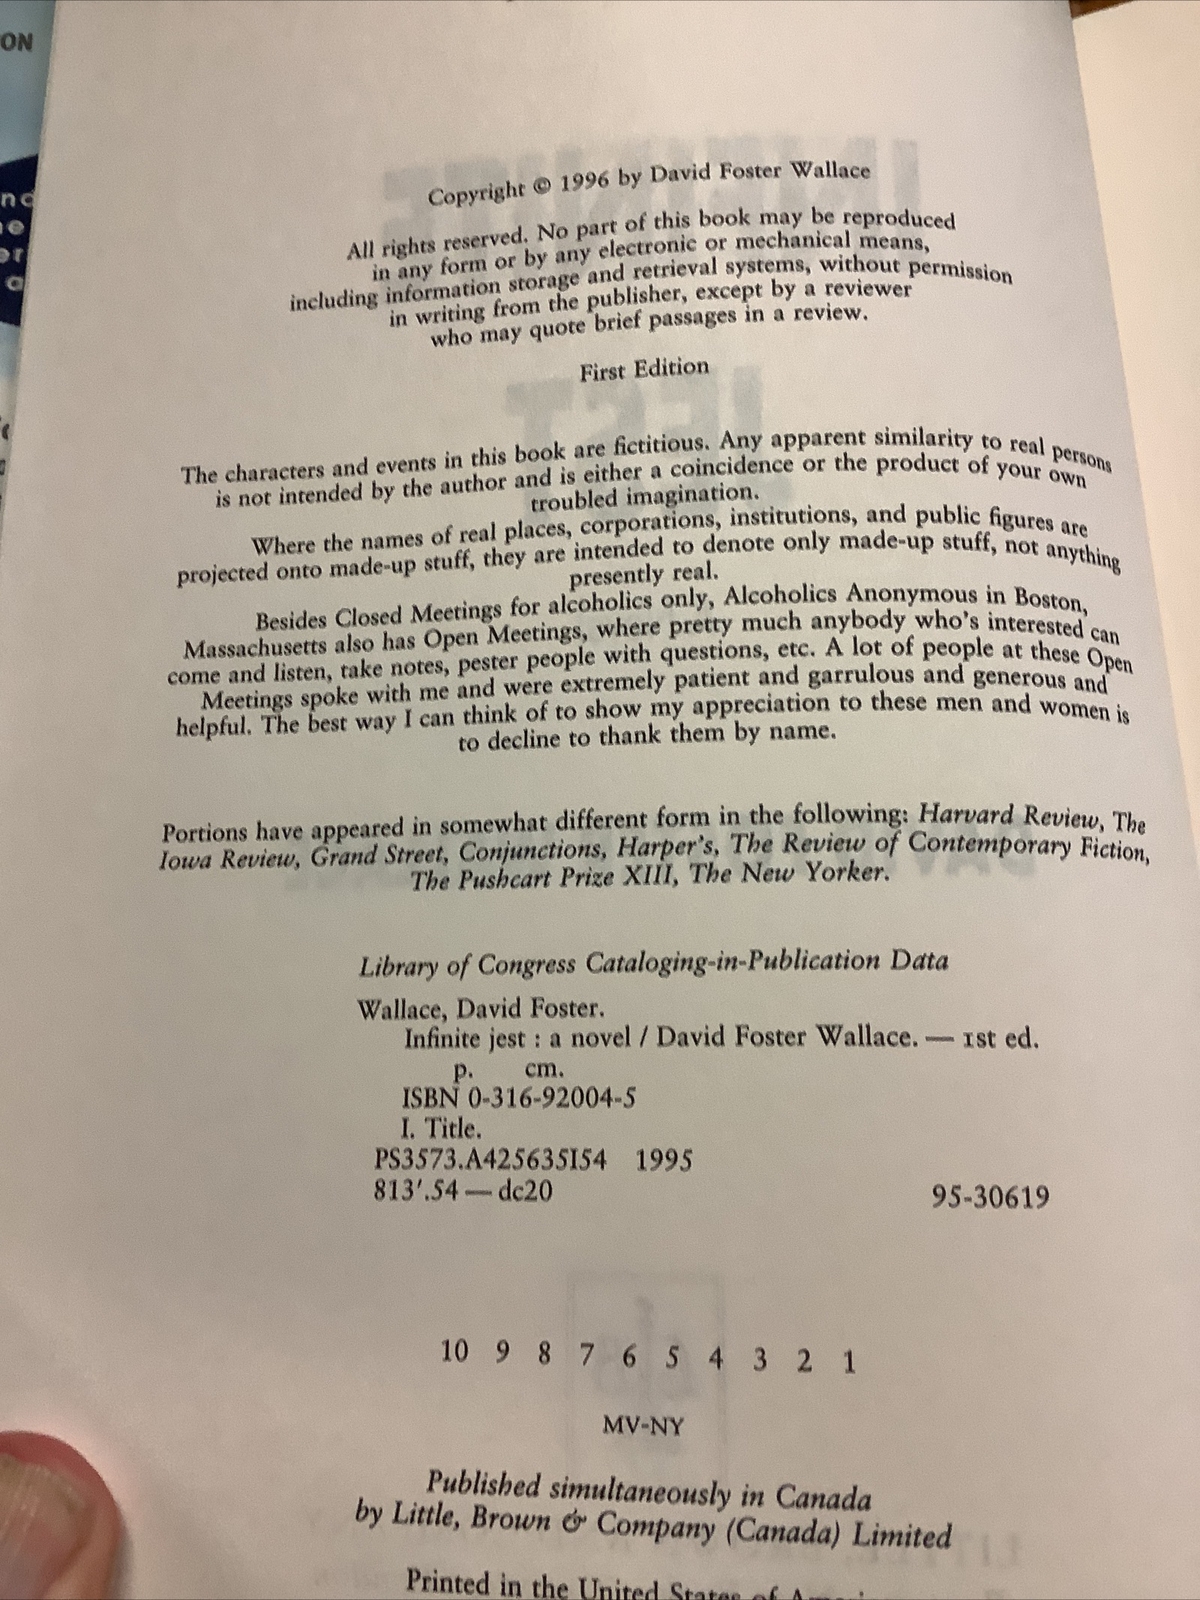 ON
Copyright © 1996 by David Foster Wallace
All rights reserved. No part of this book may be reproduced
in any form or by any electronic or mechanical means,
including information storage and retrieval systems, without permission
in writing from the publisher, except by a reviewer
who may quote brief passages in a review.
First Edition
The characters and events in this book are fictitious. Any apparent similarity to real persons
is not intended by the author and is either a coincidence or the product of your own
troubled imagination.
Where the names of real places, corporations, institutions, and public figures are
projected onto made-up stuff, they are intended to denote only made-up stuff, not anything
presently real.
Besides Closed Meetings for alcoholics only, Alcoholics Anonymous in Boston,
Massachusetts also has Open Meetings, where pretty much anybody who's interested can
come and listen, take notes, pester people with questions, etc. A lot of people at these Open
Meetings spoke with me and were extremely patient and garrulous and generous and
helpful. The best way I can think of to show my appreciation to these men and women is
to decline to thank them by name.
Portions have appeared in somewhat different form in the following: Harvard Review, The
Iowa Review, Grand Street, Conjunctions, Harper's, The Review of Contemporary Fiction,
The Pushcart Prize XIII, The New Yorker.
Library of Congress Cataloging-in-Publication Data
Wallace, David Foster.
Infinite jest : a novel / David Foster Wallace. — 1st ed.
p. cm.
ISBN 0-316-92004-5
I. Title.
PS3573.A425635I54 1995
813'.54 — dc20 95-30619
10 9 8 7 6 5 4 3 2 1
MV-NY
Published simultaneously in Canada
by Little, Brown & Company (Canada) Limited
Printed in the United States of